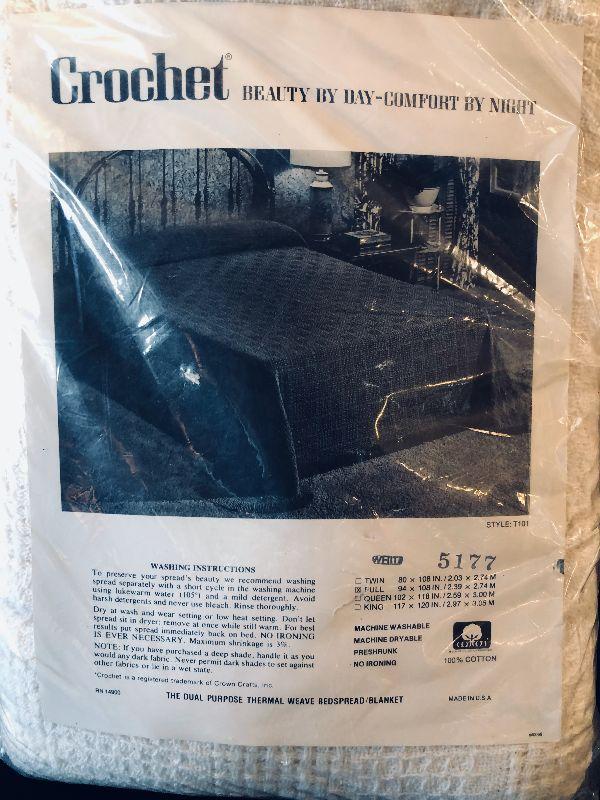 Crochet® BEAUTY BY DAY-COMFORT BY NIGHT
STYLE: T101
WASHING INSTRUCTIONS
To preserve your spread's beauty we recommend washing
spread separately with a short cycle in the washing machine
using lukewarm water (105°) and a mild detergent. Avoid
harsh detergents and never use bleach. Rinse thoroughly.
Dry at wash and wear setting or low heat setting. Don't let
spread sit in dryer; remove at once while still warm. For best
results put spread immediately back on bed. NO IRONING
IS EVER NECESSARY. Maximum shrinkage is 3%.
NOTE: If you have purchased a deep shade, handle it as you
would any dark fabric. Never permit dark shades to set against
other fabrics or lie in a wet state.
*Crochet is a registered trademark of Crown Crafts, Inc.
RN 14900
WHIT 5177
TWIN 80 x 108 IN./2.03 x 2.74 M
FULL 94 x 108 IN./2.39 x 2.74 M
QUEEN 102 x 118 IN./2.59 x 3.00 M
KING 117 x 120 IN./2.97 x 3.05 M
MACHINE WASHABLE
MACHINE DRYABLE
PRESHRUNK
NO IRONING
COTTON
100% COTTON
THE DUAL PURPOSE THERMAL WEAVE BEDSPREAD/BLANKET
MADE IN U.S.A.